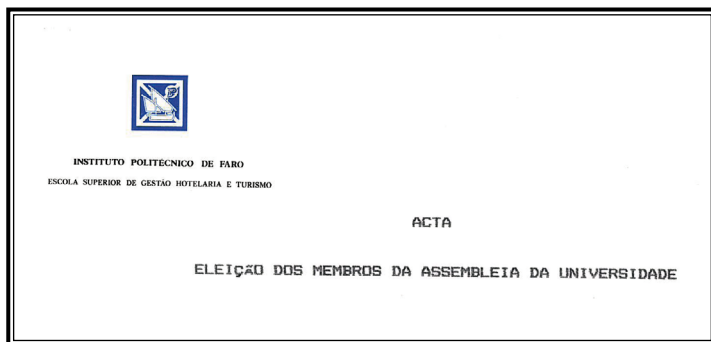 INSTITUTO POLITÉCNICO DE FARO
ESCOLA SUPERIOR DE GESTÃO HOTELARIA E TURISMO
ACTA
ELEIÇÃO DOS MEMBROS DA ASSEMBLEIA DA UNIVERSIDADE